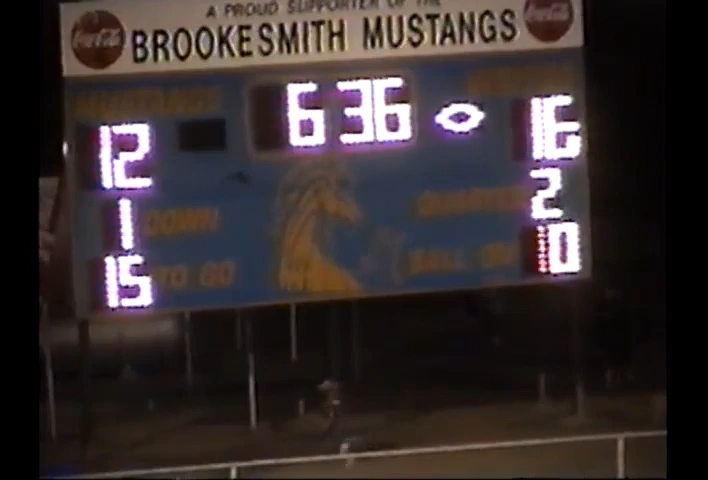 A PROUD SUPPORTER OF THE
Coca-Cola BROOKESMITH MUSTANGS Coca-Cola
MUSTANGS 6 36
12 16
1 DOWN QUARTER 2
15 TO GO BALL ON 10